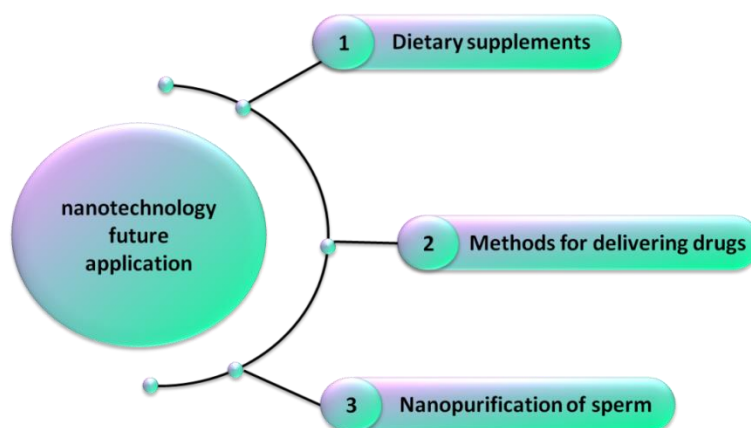 1 Dietary supplements
nanotechnology
future
application
2 Methods for delivering drugs
3 Nanopurification of sperm